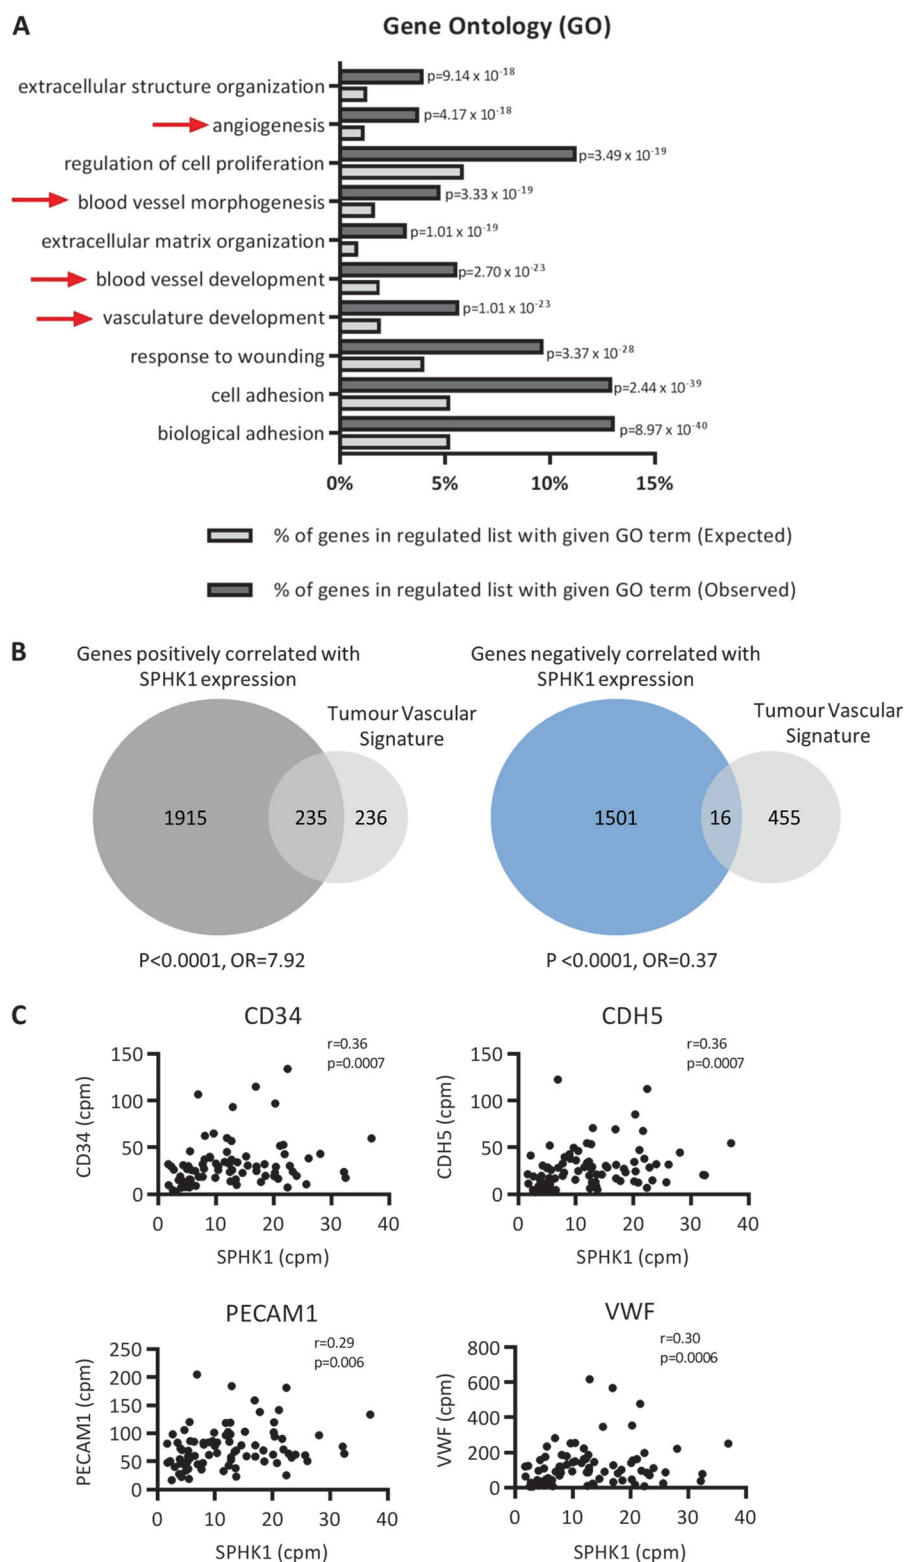 A
Gene Ontology (GO)
extracellular structure organization
p=9.14 x 10-18
angiogenesis
p=4.17 x 10-18
regulation of cell proliferation
p=3.49 x 10-19
blood vessel morphogenesis
p=3.33 x 10-19
extracellular matrix organization
p=1.01 x 10-19
blood vessel development
p=2.70 x 10-23
vasculature development
p=1.01 x 10-23
response to wounding
p=3.37 x 10-28
cell adhesion
p=2.44 x 10-39
biological adhesion
p=8.97 x 10-40
0% 5% 10% 15%
% of genes in regulated list with given GO term (Expected)
% of genes in regulated list with given GO term (Observed)
B
Genes positively correlated with
SPHK1 expression
Tumour Vascular
Signature
1915 235 236
P<0.0001, OR=7.92
Genes negatively correlated with
SPHK1 expression
Tumour Vascular
Signature
1501 16 455
P <0.0001, OR=0.37
C
CD34
r=0.36
p=0.0007
CD34 (cpm)
150
100
50
0
0 10 20 30 40
SPHK1 (cpm)
CDH5
r=0.36
p=0.0007
CDH5 (cpm)
150
100
50
0
0 10 20 30 40
SPHK1 (cpm)
PECAM1
r=0.29
p=0.006
PECAM1 (cpm)
250
200
150
100
50
0
0 10 20 30 40
SPHK1 (cpm)
VWF
r=0.30
p=0.0006
VWF (cpm)
800
600
400
200
0
0 10 20 30 40
SPHK1 (cpm)